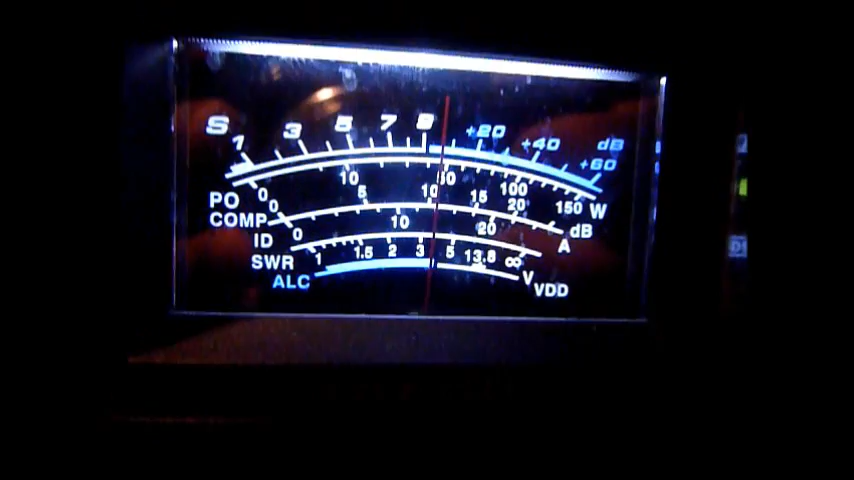 S 1 3 5 7 9 +20 +40 +60 dB
PO 0 10 50 100 150 W
COMP 0 5 10 15 20 dB
ID 0 10 20 A
SWR 1 1.5 2 3 5 ∞
13.8 V VDD
ALC